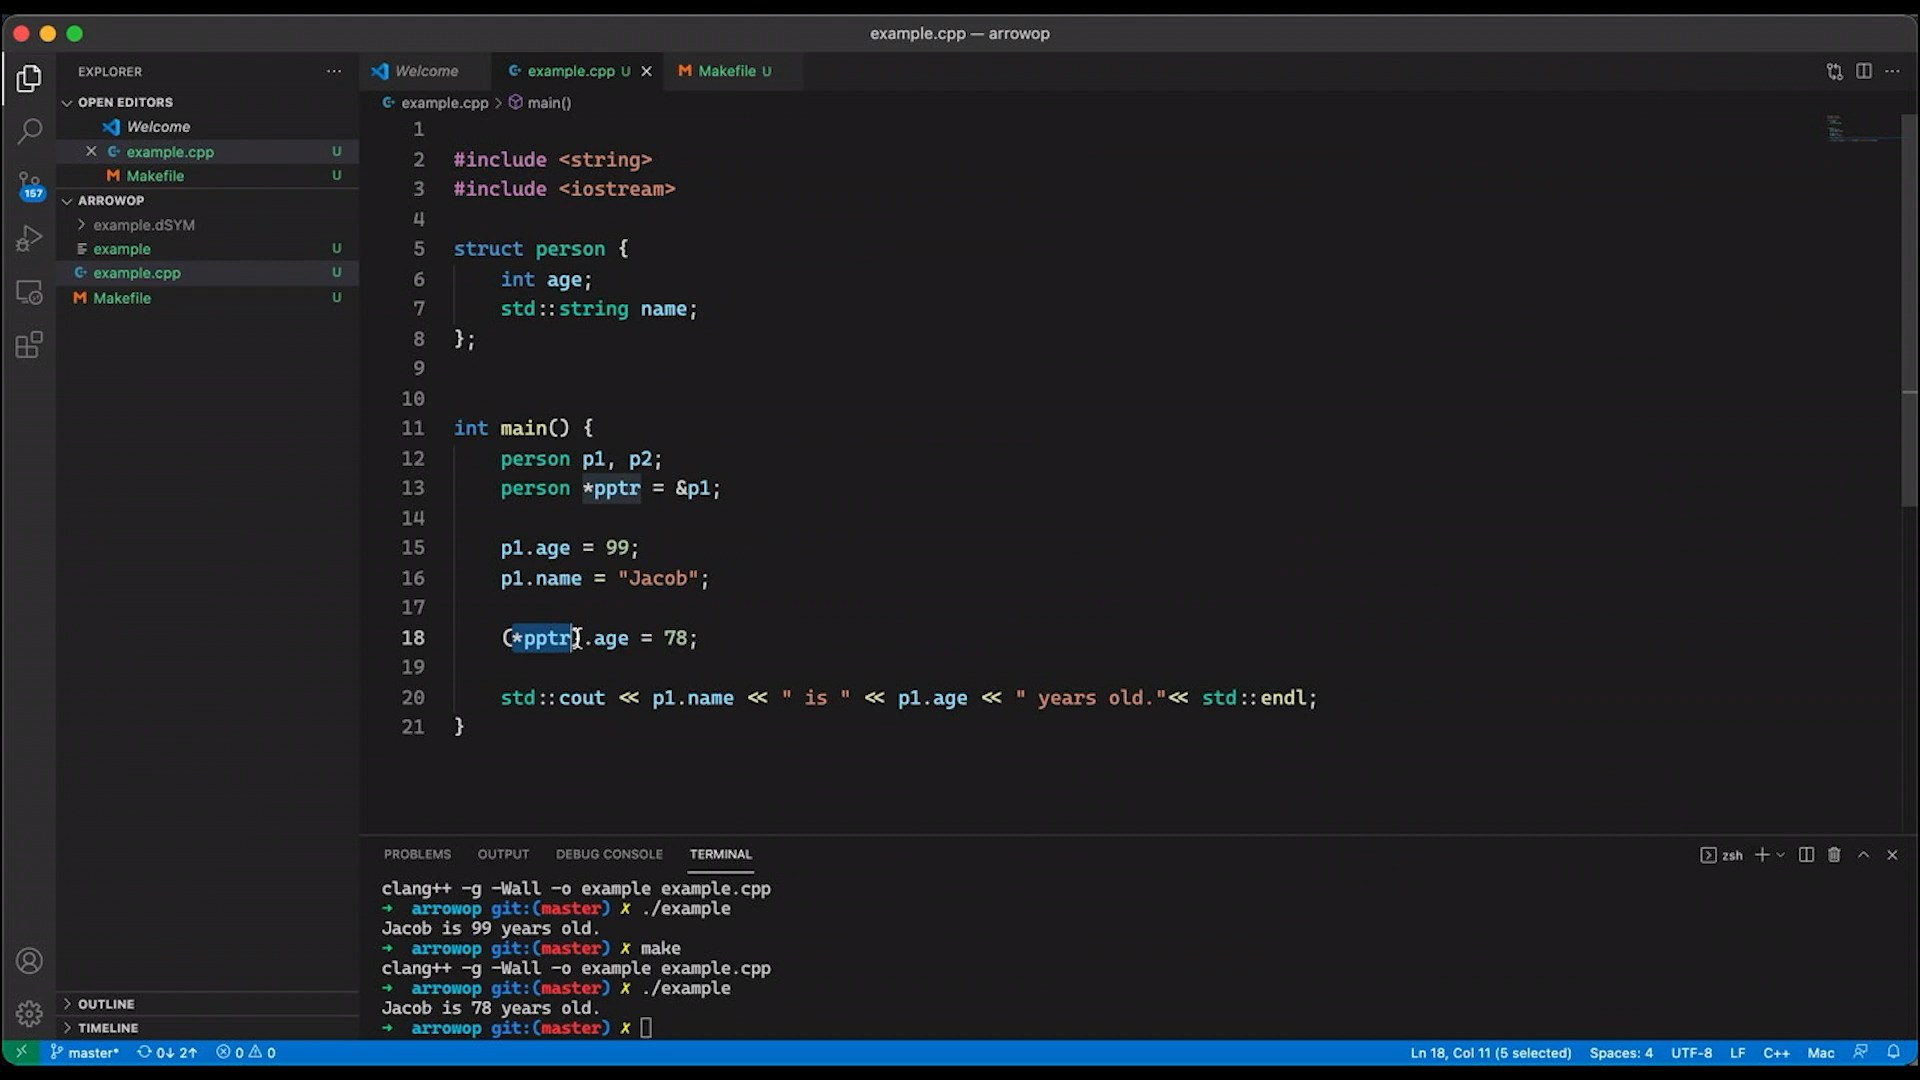 example.cpp — arrowop
EXPLORER
Welcome
example.cpp U
Makefile U
OPEN EDITORS
Welcome
example.cpp U
Makefile U
157
ARROWOP
example.dSYM
example U
example.cpp U
Makefile U
OUTLINE
TIMELINE
example.cpp > main()
1
2 #include <string>
3 #include <iostream>
4
5 struct person {
6 int age;
7 std::string name;
8 };
9
10
11 int main() {
12 person p1, p2;
13 person *pptr = &p1;
14
15 p1.age = 99;
16 p1.name = "Jacob";
17
18 (*pptr).age = 78;
19
20 std::cout << p1.name << " is " << p1.age << " years old."<< std::endl;
21 }
PROBLEMS OUTPUT DEBUG CONSOLE TERMINAL
zsh
clang++ -g -Wall -o example example.cpp
➜ arrowop git:(master) ✗ ./example
Jacob is 99 years old.
➜ arrowop git:(master) ✗ make
clang++ -g -Wall -o example example.cpp
➜ arrowop git:(master) ✗ ./example
Jacob is 78 years old.
➜ arrowop git:(master) ✗
master* 0↓ 2↑ 0 0
Ln 18, Col 11 (5 selected) Spaces: 4 UTF-8 LF C++ Mac